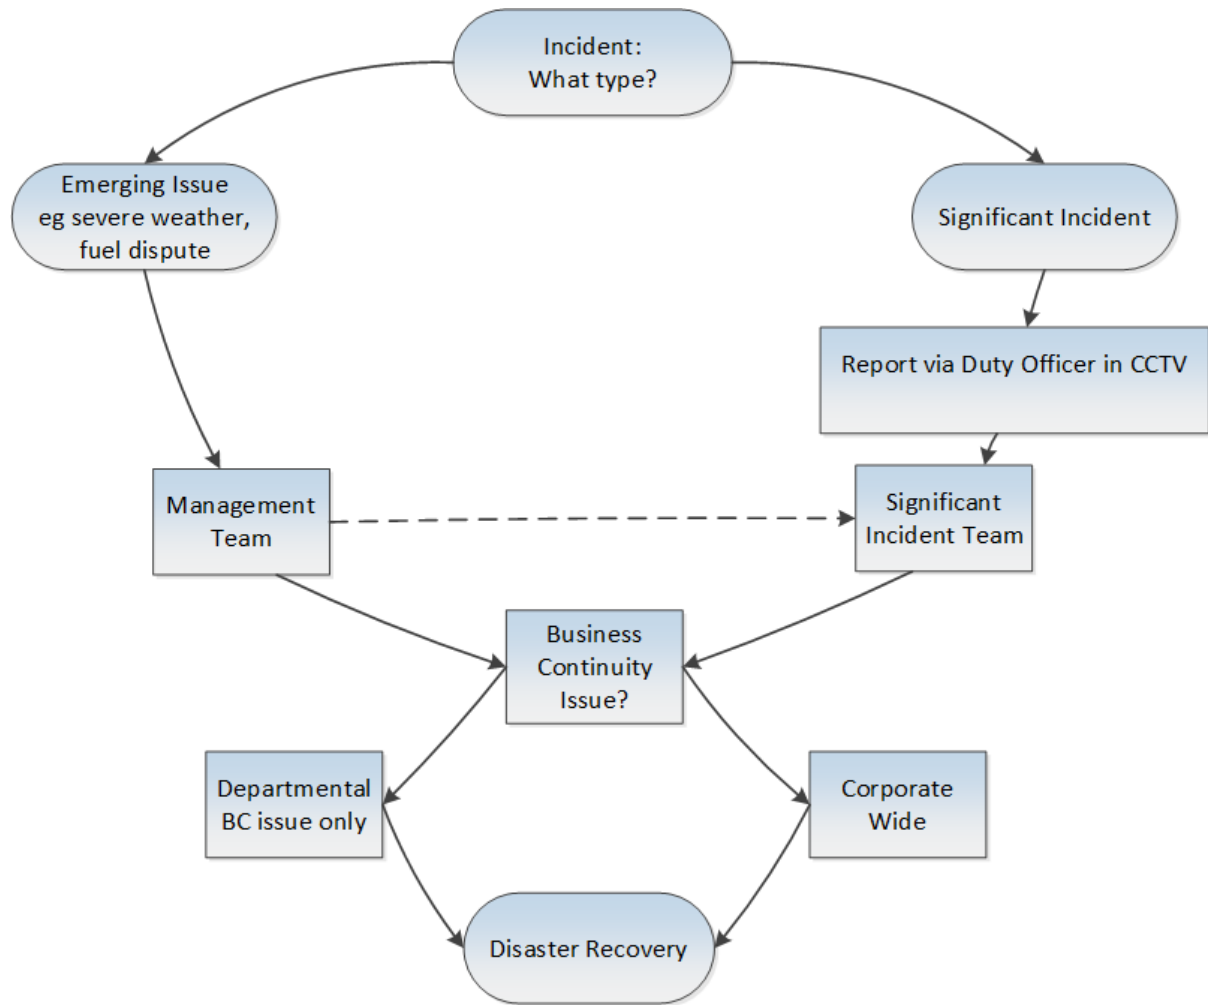 Incident:
What type?
Emerging Issue
eg severe weather,
fuel dispute
Significant Incident
Report via Duty Officer in CCTV
Management
Team
Significant
Incident Team
Business
Continuity
Issue?
Departmental
BC issue only
Corporate
Wide
Disaster Recovery